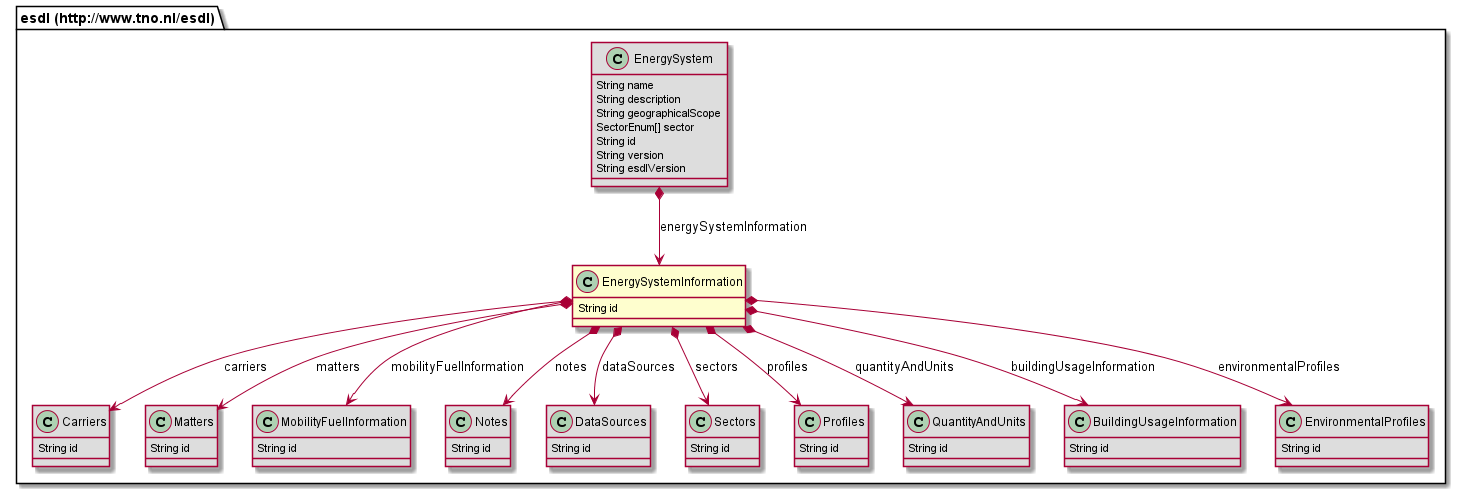 esdl (http://www.tno.nl/esdl)
C EnergySystem
String name
String description
String geographicalScope
SectorEnum[] sector
String id
String version
String esdlVersion
energySystemInformation
C EnergySystemInformation
String id
carriers
matters
mobilityFuelInformation
notes
dataSources
sectors
profiles
quantityAndUnits
buildingUsageInformation
environmentalProfiles
C Carriers
String id
C Matters
String id
C MobilityFuelInformation
String id
C Notes
String id
C DataSources
String id
C Sectors
String id
C Profiles
String id
C QuantityAndUnits
String id
C BuildingUsageInformation
String id
C EnvironmentalProfiles
String id